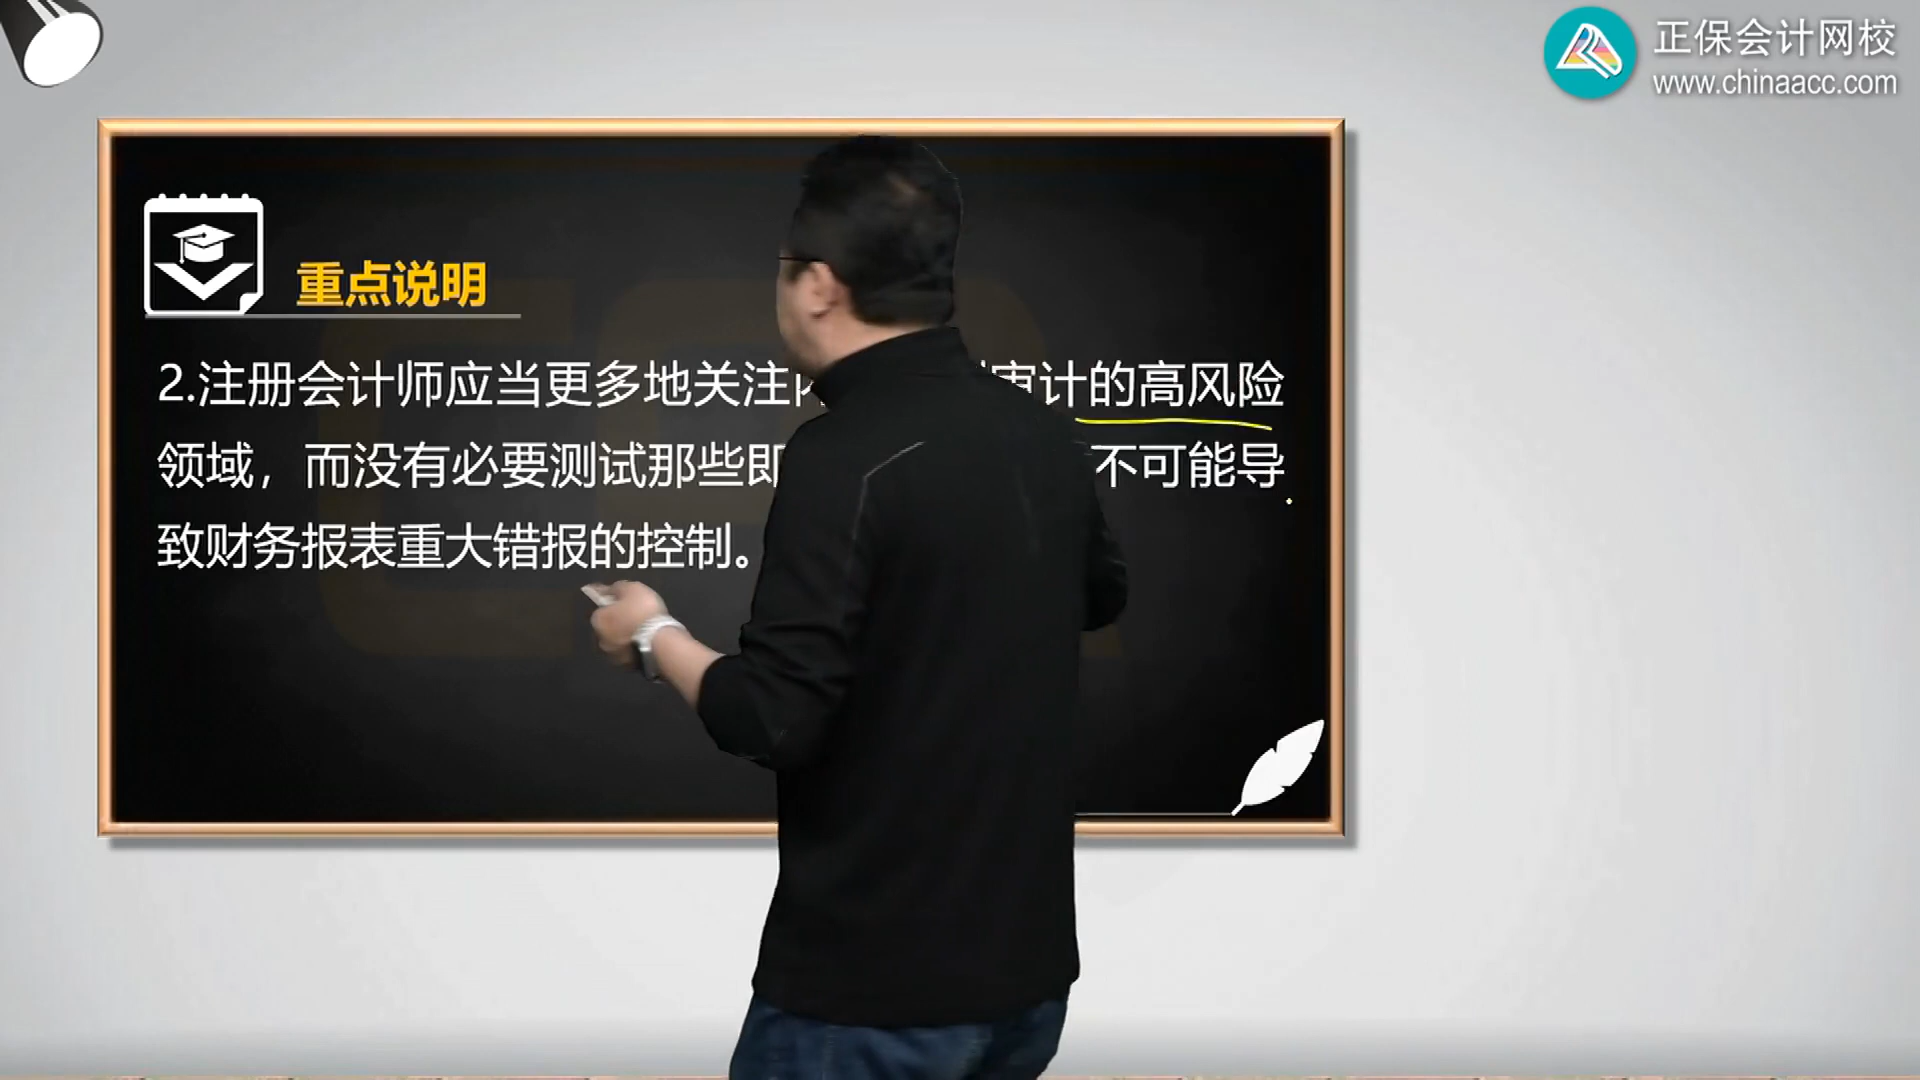 正保会计网校
www.chinaacc.com
重点说明
2.注册会计师应当更多地关注 审计的高风险
领域，而没有必要测试那些即 不可能导
致财务报表重大错报的控制。